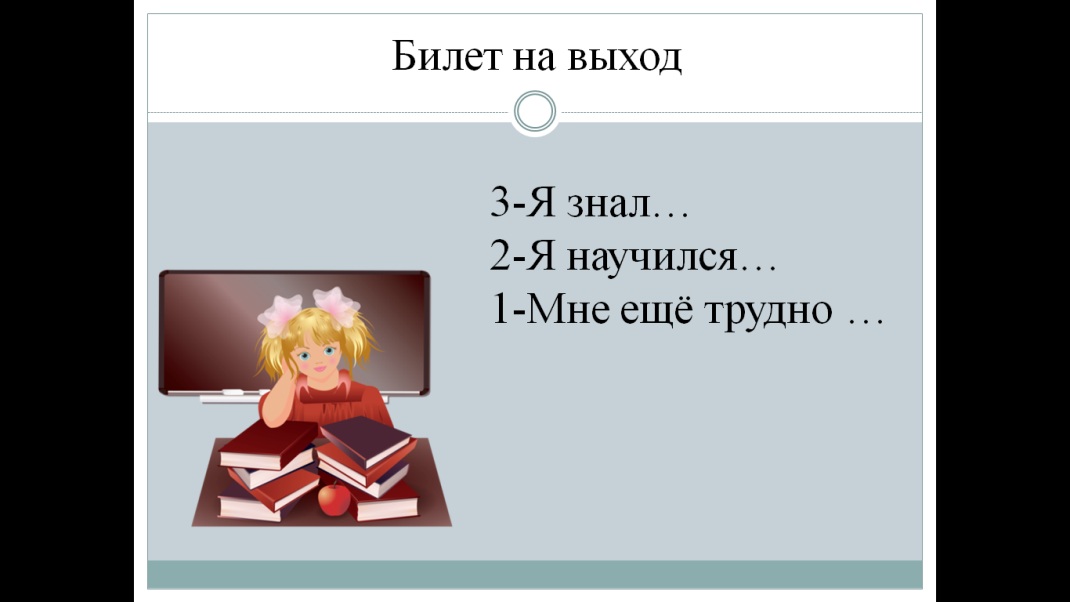 Билет на выход
3-Я знал…
2-Я научился…
1-Мне ещё трудно …